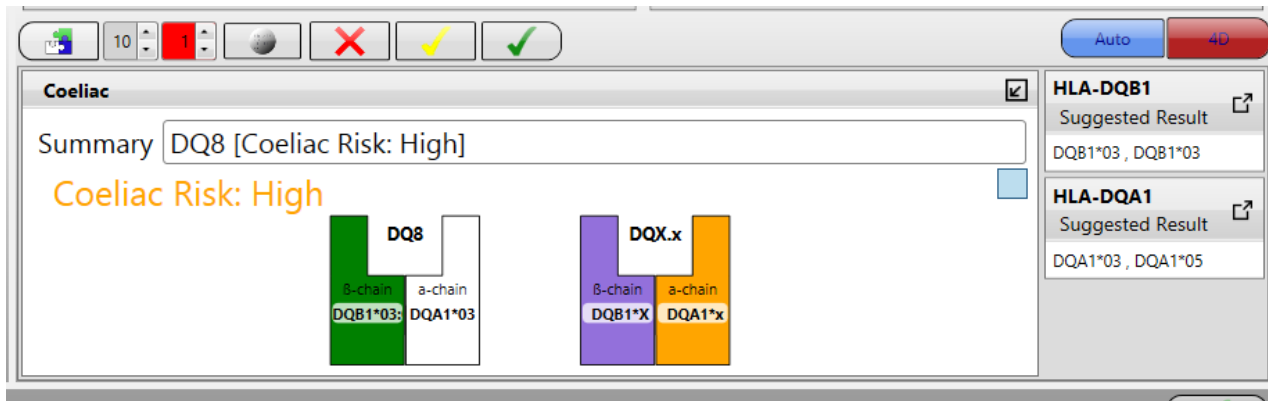 10
1
Auto
4D
Coeliac
Summary DQ8 [Coeliac Risk: High]
Coeliac Risk: High
DQ8
ß-chain a-chain
DQB1*03: DQA1*03
DQX.x
ß-chain a-chain
DQB1*X DQA1*x
HLA-DQB1
Suggested Result
DQB1*03 , DQB1*03
HLA-DQA1
Suggested Result
DQA1*03 , DQA1*05